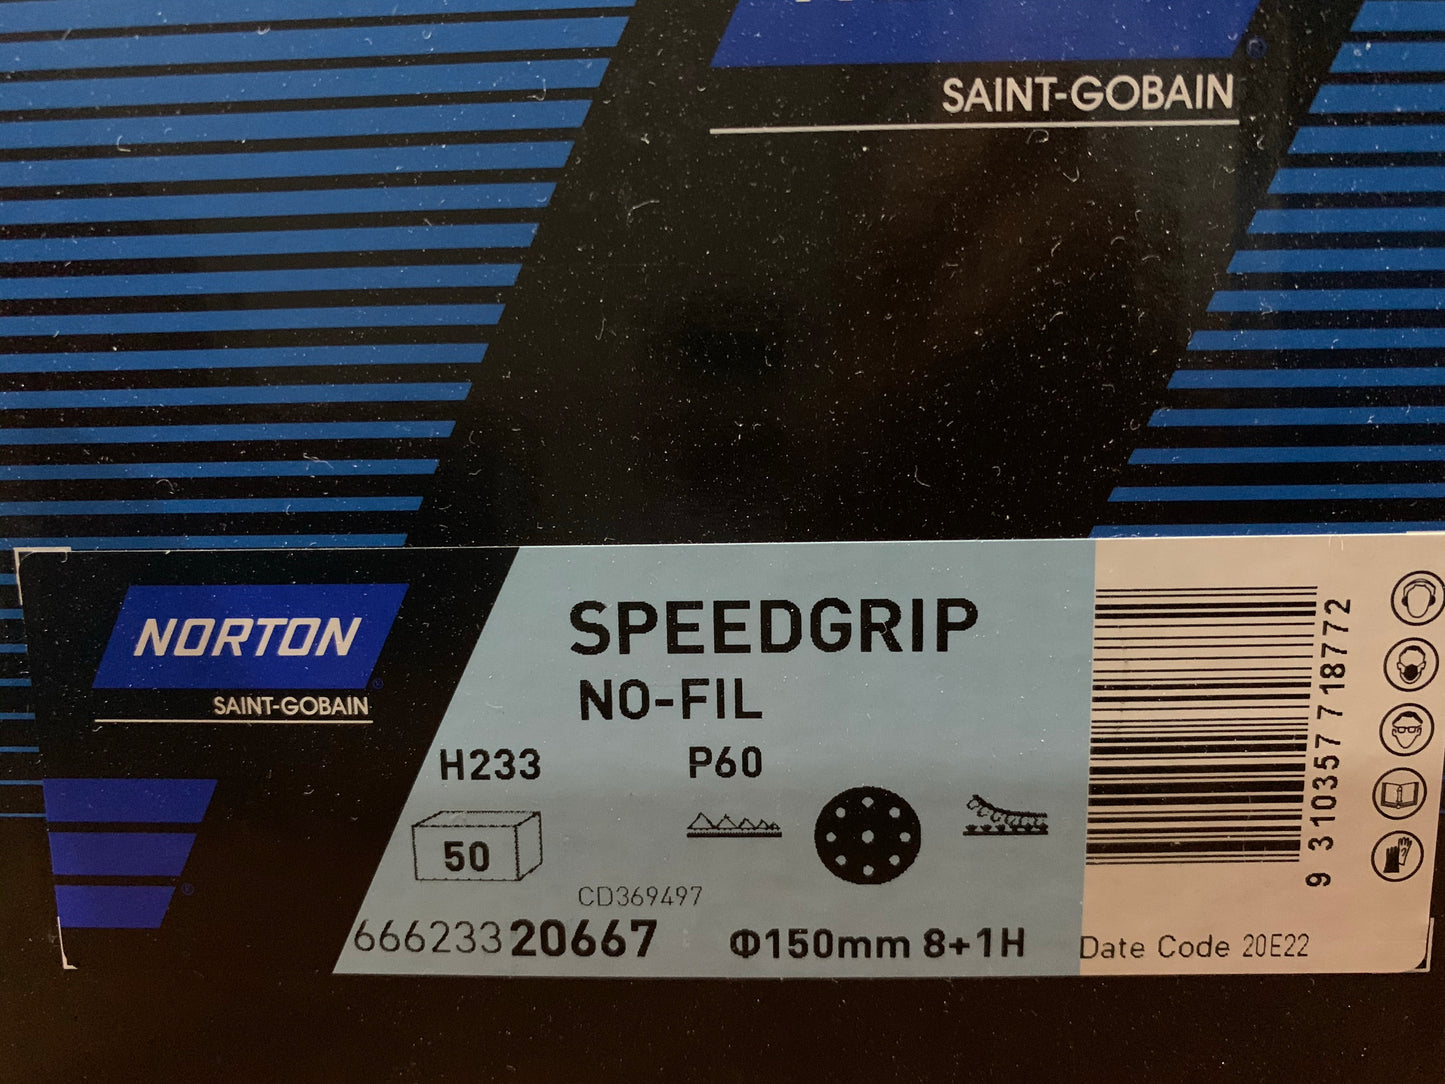 SAINT-GOBAIN
NORTON
SAINT-GOBAIN
SPEEDGRIP
NO-FIL
H233 P60
50
CD369497
66623320667
Φ150mm 8+1H
9 310357 718772
Date Code 20E22